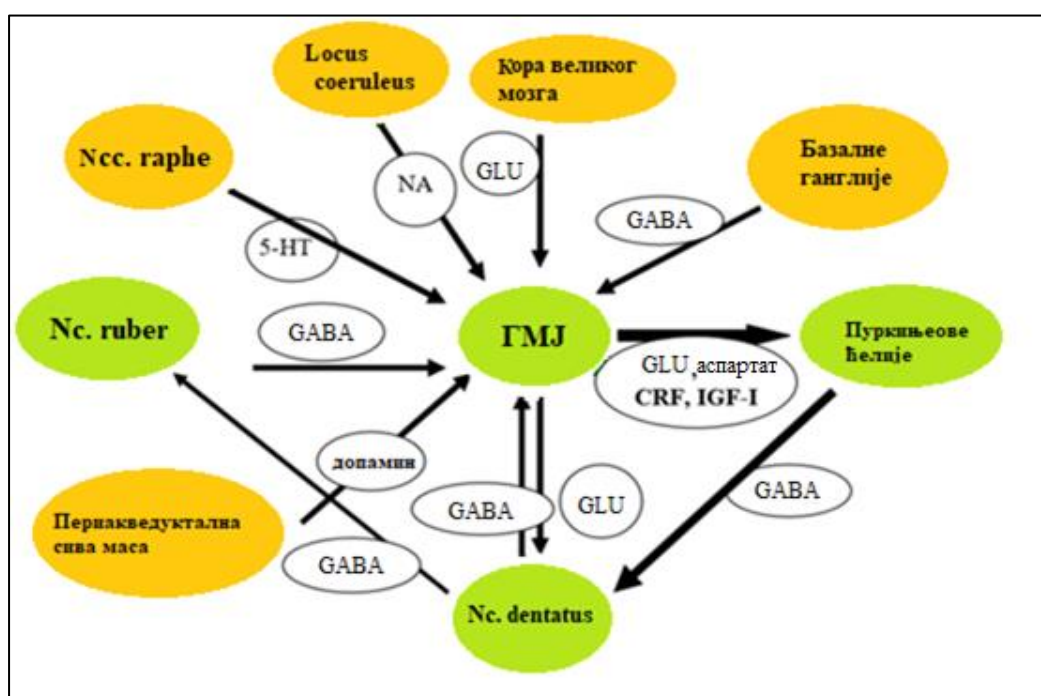 Locus
coeruleus
Кора великог
мозга
Ncc. raphe
Базалне
ганглије
NA
GLU
GABA
5-HT
Nc. ruber
GABA
ГМЈ
Пуркињеове
ћелије
GLU,аспартат
CRF, IGF-I
допамин
GABA
GLU
GABA
Периакведуктална
сива маса
GABA
Nc. dentatus